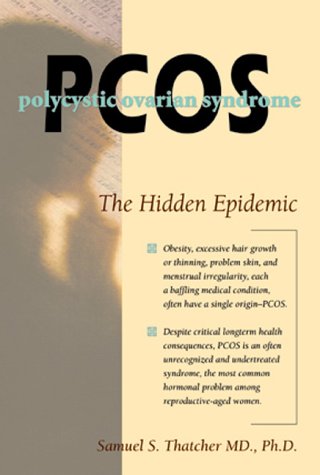 PCOS
polycystic ovarian syndrome
The Hidden Epidemic
Obesity, excessive hair growth
or thinning, problem skin, and
menstrual irregularity, each
a baffling medical condition,
often have a single origin–PCOS.
Despite critical longterm health
consequences, PCOS is an often
unrecognized and undertreated
syndrome, the most common
hormonal problem among
reproductive-aged women.
Samuel S. Thatcher MD., Ph.D.